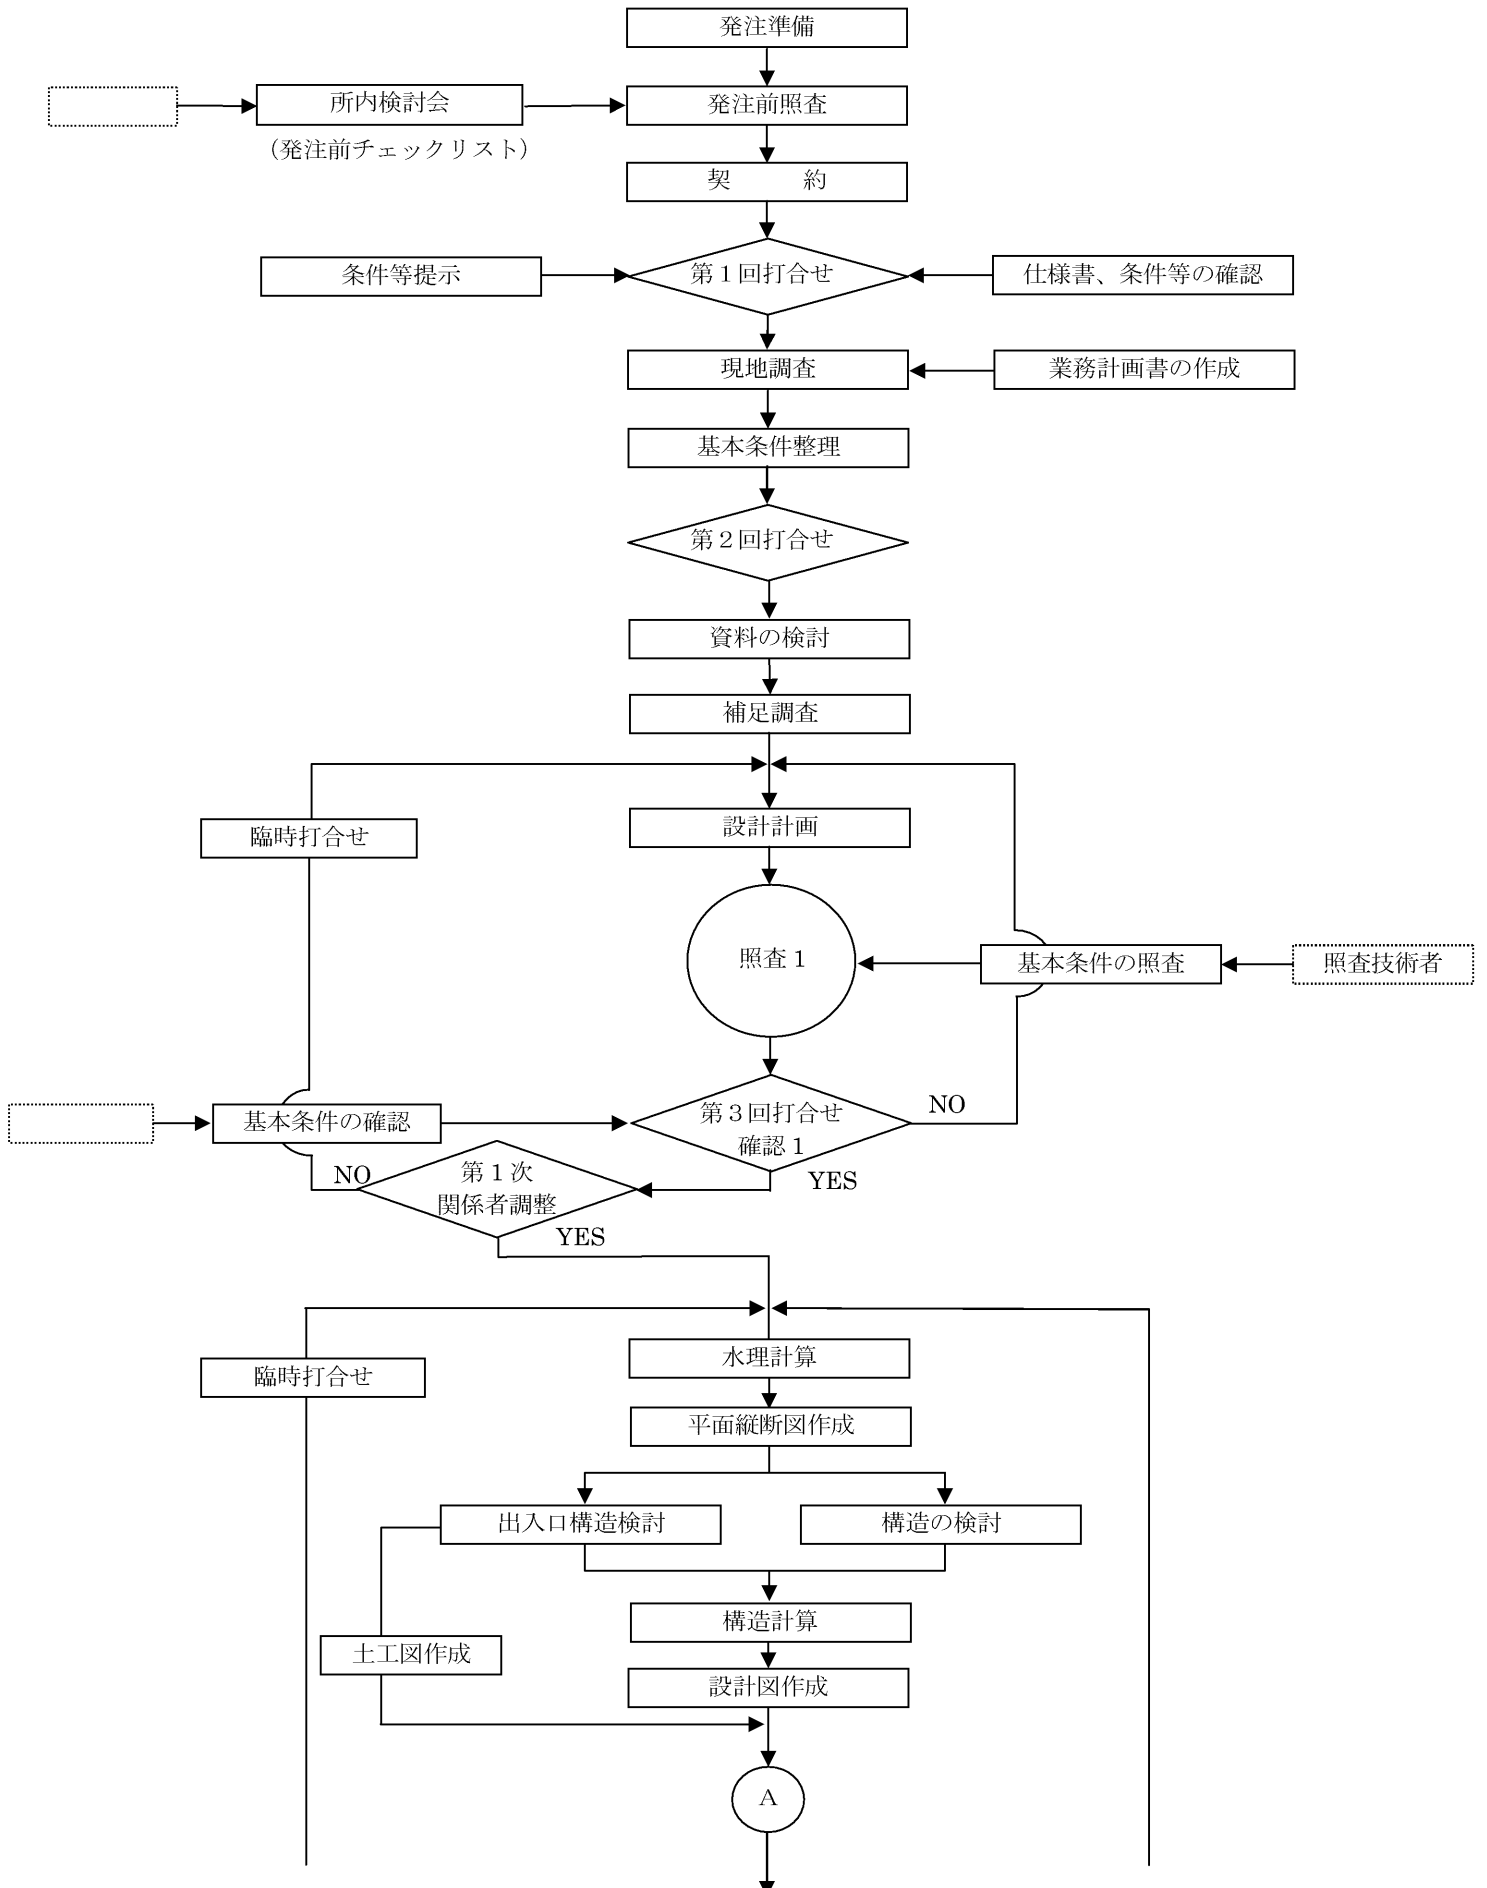 発注準備
所内検討会
発注前照査
（発注前チェックリスト）
契　　　約
条件等提示
第１回打合せ
仕様書、条件等の確認
現地調査
業務計画書の作成
基本条件整理
第２回打合せ
資料の検討
補足調査
臨時打合せ
設計計画
照査１
基本条件の照査
照査技術者
基本条件の確認
第３回打合せ
確認１
NO
NO
第１次
関係者調整
YES
YES
水理計算
臨時打合せ
平面縦断図作成
出入口構造検討
構造の検討
構造計算
土工図作成
設計図作成
A